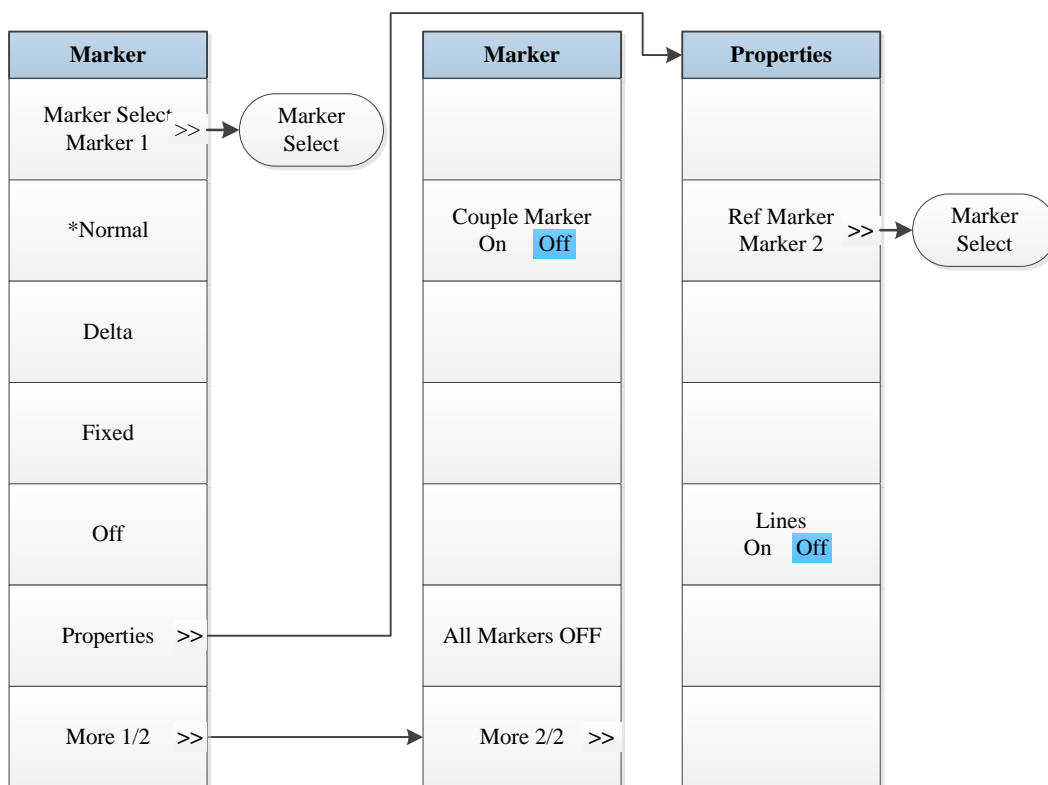 Marker
Marker Select
Marker 1 >>
Marker
Select
*Normal
Delta
Fixed
Off
Properties >>
More 1/2 >>
Marker
Couple Marker
On Off
All Markers OFF
More 2/2 >>
Properties
Ref Marker
Marker 2 >>
Marker
Select
Lines
On Off